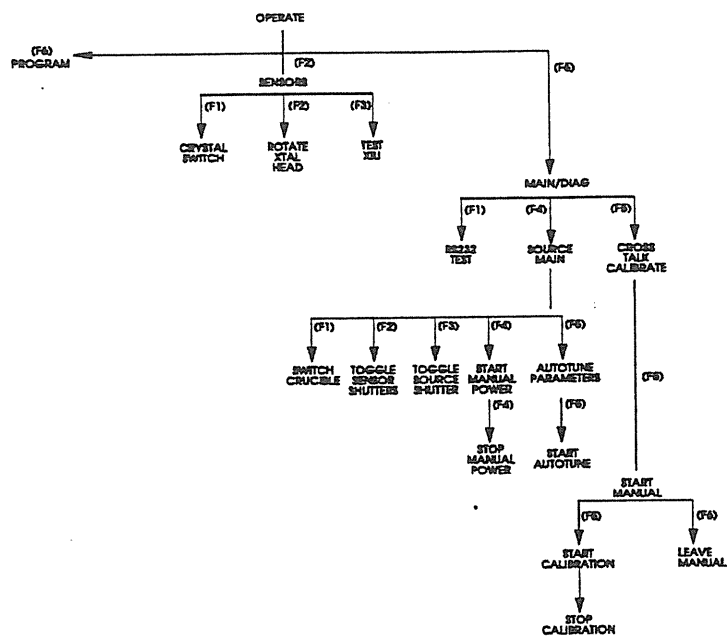 OPERATE
(F6)
PROGRAM
(F2)
(F5)
SENSORS
(F1)
(F2)
(F3)
CRYSTAL
SWITCH
ROTATE
XTAL
HEAD
TEST
XIU
MAIN/DIAG
(F1)
(F4)
(F5)
RS232
TEST
SOURCE
MAIN
CROSS
TALK
CALIBRATE
(F1)
(F2)
(F3)
(F4)
(F5)
SWITCH
CRUCIBLE
TOGGLE
SENSOR
SHUTTERS
TOGGLE
SOURCE
SHUTTER
START
MANUAL
POWER
AUTOTUNE
PARAMETERS
(F5)
(F4)
(F5)
STOP
MANUAL
POWER
START
AUTOTUNE
START
MANUAL
(F5)
(F6)
START
CALIBRATION
LEAVE
MANUAL
STOP
CALIBRATION